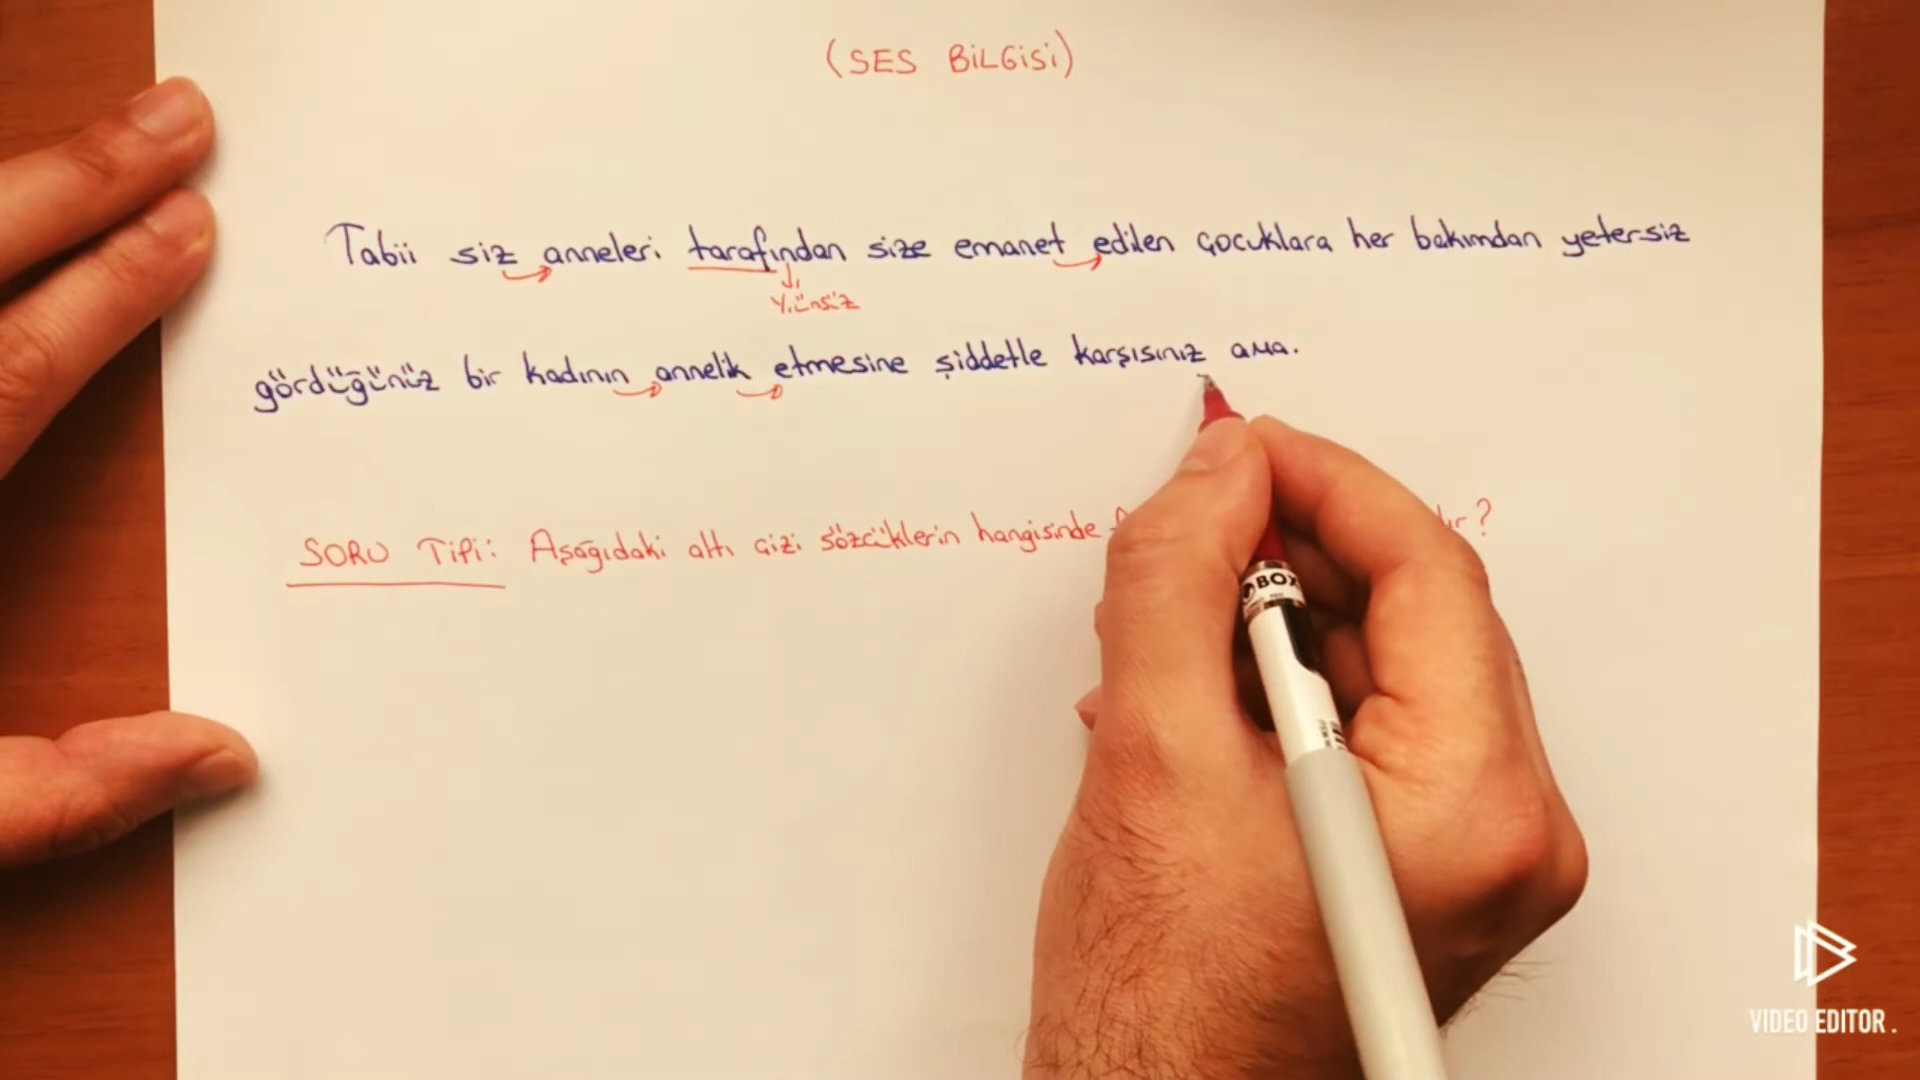 (SES BİLGİSİ)
Tabii siz anneleri tarafından size emanet edilen çocuklara her bakımdan yetersiz
Y. ünsüz
gördüğünüz bir kadının annelik etmesine şiddetle karşısınız ama.
SORU TİPİ: Aşağıdaki altı çizi sözcüklerin hangisinde
?
BOX
VIDEO EDITOR .